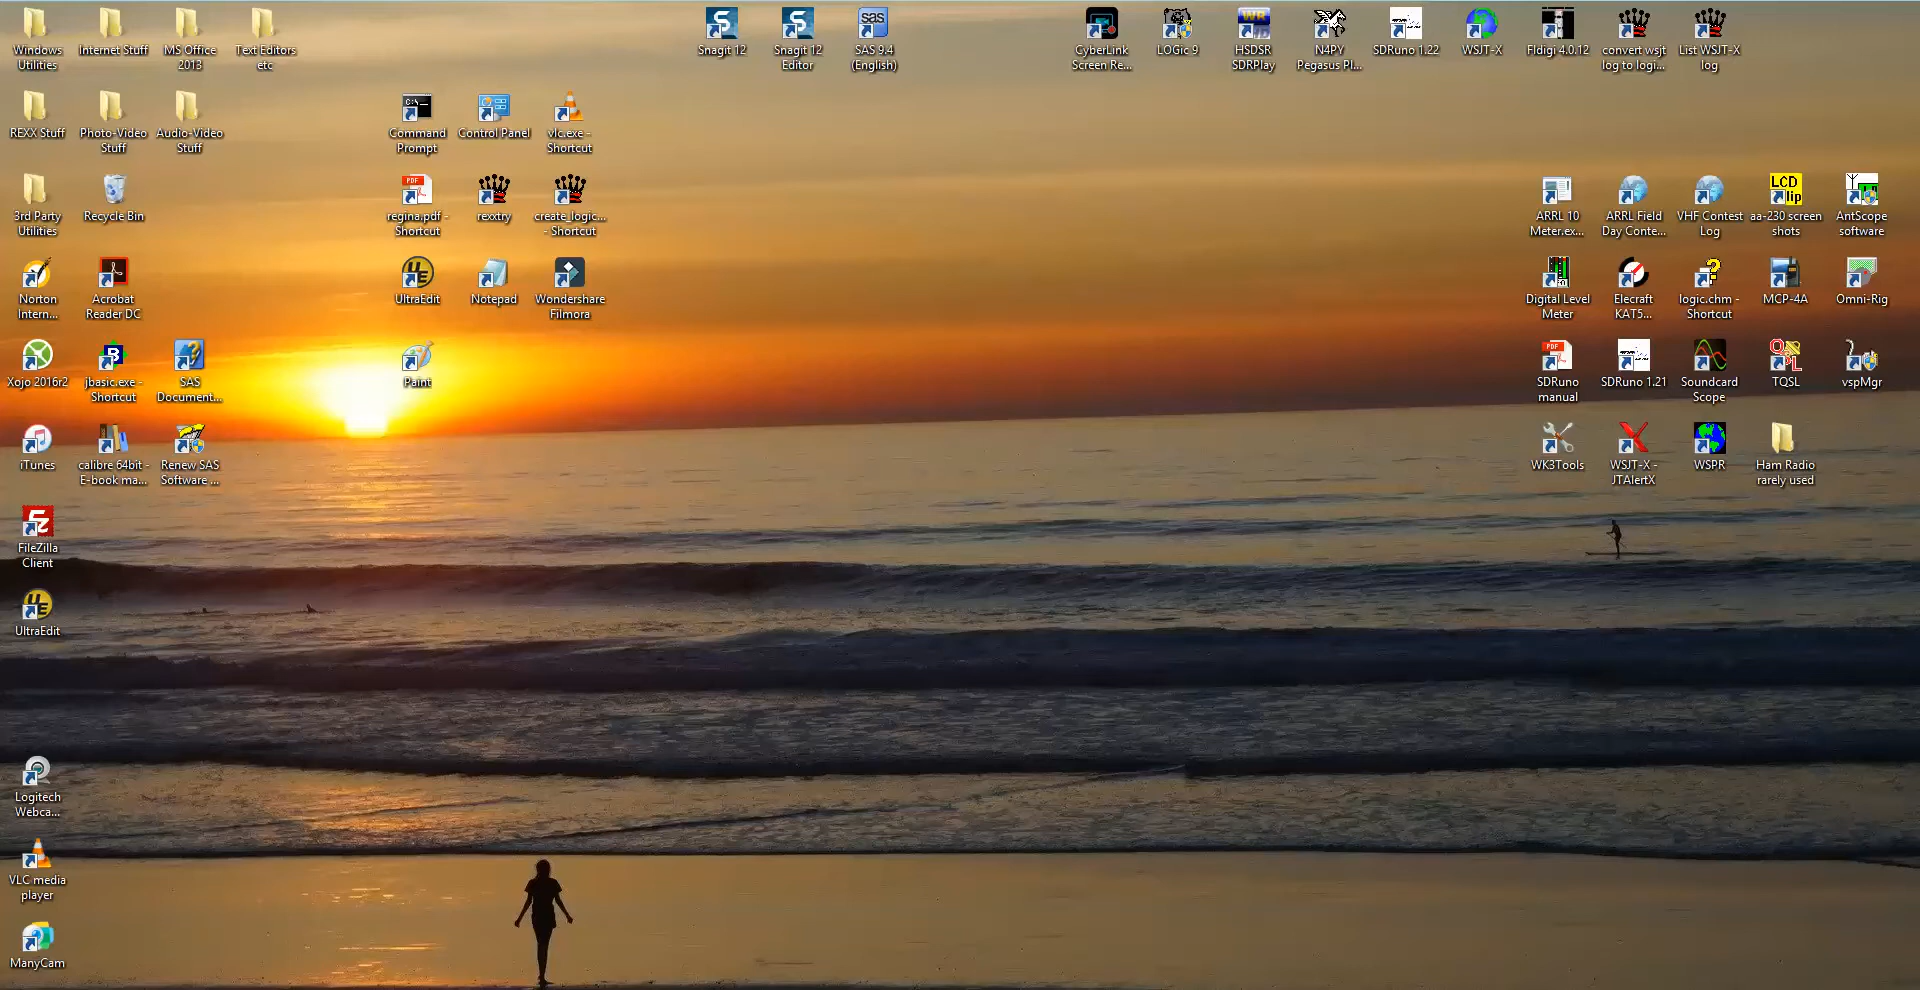 Windows
Utilities
Internet Stuff
MS Office
2013
Text Editors
etc
Snagit 12
Snagit 12
Editor
SAS 9.4
(English)
CyberLink
Screen Re...
LOGic 9
HSDSR
SDRPlay
N4PY
Pegasus Pl...
SDRuno 1.22
WSJT-X
Fldigi 4.0.12
convert wsjt
log to logi...
List WSJT-X
log
REXX Stuff
Photo-Video
Stuff
Audio-Video
Stuff
Command
Prompt
Control Panel
vlc.exe -
Shortcut
3rd Party
Utilities
Recycle Bin
regina.pdf -
Shortcut
rexxtry
create_logic...
- Shortcut
ARRL 10
Meter.ex...
ARRL Field
Day Conte...
VHF Contest
Log
aa-230 screen
shots
AntScope
software
Norton
Intern...
Acrobat
Reader DC
UltraEdit
Notepad
Wondershare
Filmora
Digital Level
Meter
Elecraft
KAT5...
logic.chm -
Shortcut
MCP-4A
Omni-Rig
Xojo 2016r2
jbasic.exe -
Shortcut
SAS
Document...
Paint
SDRuno
manual
SDRuno 1.21
Soundcard
Scope
TQSL
vspMgr
iTunes
calibre 64bit -
E-book ma...
Renew SAS
Software ...
WK3Tools
WSJT-X -
JTAlertX
WSPR
Ham Radio
rarely used
FileZilla
Client
UltraEdit
Logitech
Webca...
VLC media
player
ManyCam